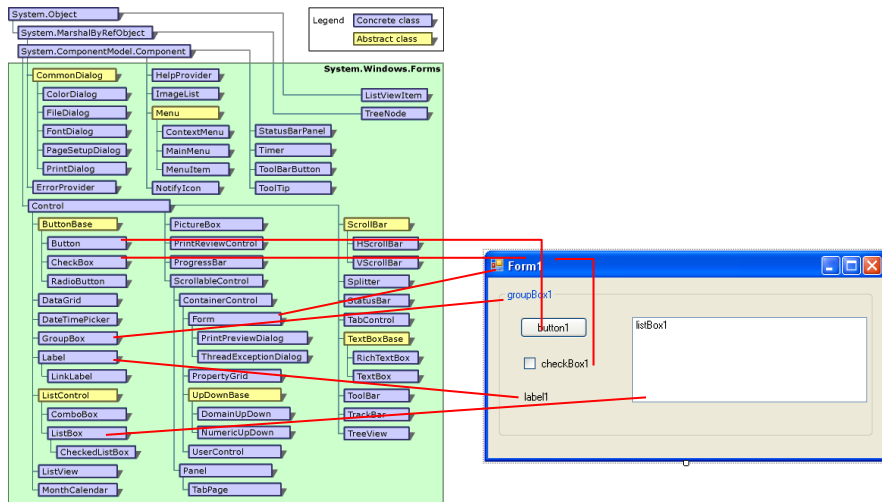 System.Object
System.MarshalByRefObject
System.ComponentModel.Component
Legend
Concrete class
Abstract class
System.Windows.Forms
CommonDialog
ColorDialog
FileDialog
FontDialog
PageSetupDialog
PrintDialog
ErrorProvider
HelpProvider
ImageList
Menu
ContextMenu
MainMenu
MenuItem
NotifyIcon
StatusBarPanel
Timer
ToolBarButton
ToolTip
ListViewItem
TreeNode
Control
ButtonBase
Button
CheckBox
RadioButton
DataGrid
DateTimePicker
GroupBox
Label
LinkLabel
ListControl
ComboBox
ListBox
CheckedListBox
ListView
MonthCalendar
PictureBox
PrintReviewControl
ProgressBar
ScrollableControl
ContainerControl
Form
PrintPreviewDialog
ThreadExceptionDialog
PropertyGrid
UpDownBase
DomainUpDown
NumericUpDown
UserControl
Panel
TabPage
ScrollBar
HScrollBar
VScrollBar
Splitter
StatusBar
TabControl
TextBoxBase
RichTextBox
TextBox
ToolBar
TrackBar
TreeView
Form1
groupBox1
button1
checkBox1
label1
listBox1